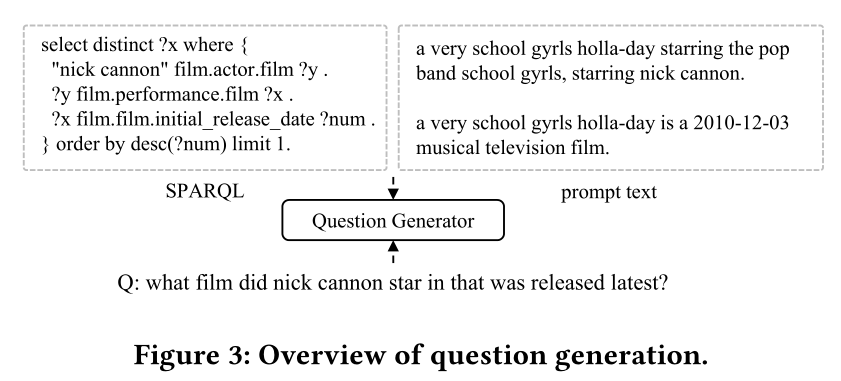 select distinct ?x where {
"nick cannon" film.actor.film ?y .
?y film.performance.film ?x .
?x film.film.initial_release_date ?num .
} order by desc(?num) limit 1.
a very school gyrls holla-day starring the pop
band school gyrls, starring nick cannon.
a very school gyrls holla-day is a 2010-12-03
musical television film.
SPARQL
prompt text
Question Generator
Q: what film did nick cannon star in that was released latest?
Figure 3: Overview of question generation.